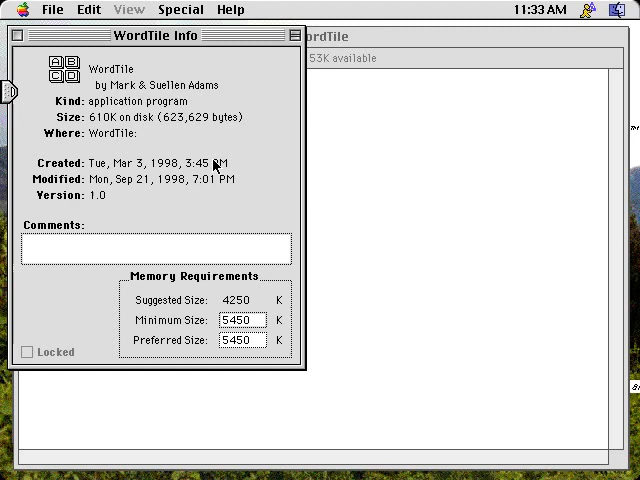 File Edit View Special Help 11:33 AM
WordTile Info
ordTile
53K available
A B
C D
WordTile
by Mark & Suellen Adams
Kind: application program
Size: 610K on disk (623,629 bytes)
Where: WordTile:
Created: Tue, Mar 3, 1998, 3:45 PM
Modified: Mon, Sep 21, 1998, 7:01 PM
Version: 1.0
Comments:
Memory Requirements
Suggested Size: 4250 K
Minimum Size: 5450 K
Preferred Size: 5450 K
Locked